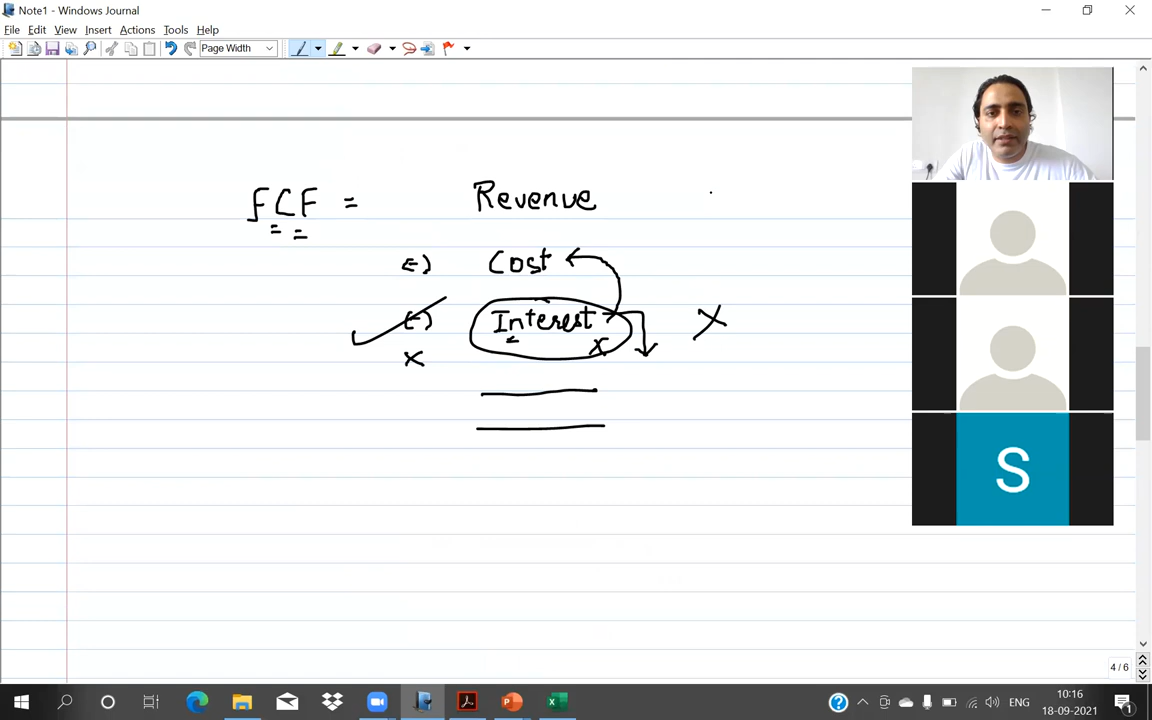 Note1 - Windows Journal
File Edit View Insert Actions Tools Help
Page Width
FCF = Revenue
(-) Cost
(-) Interest X
x x
S
4 / 6
ENG
10:16
18-09-2021
1